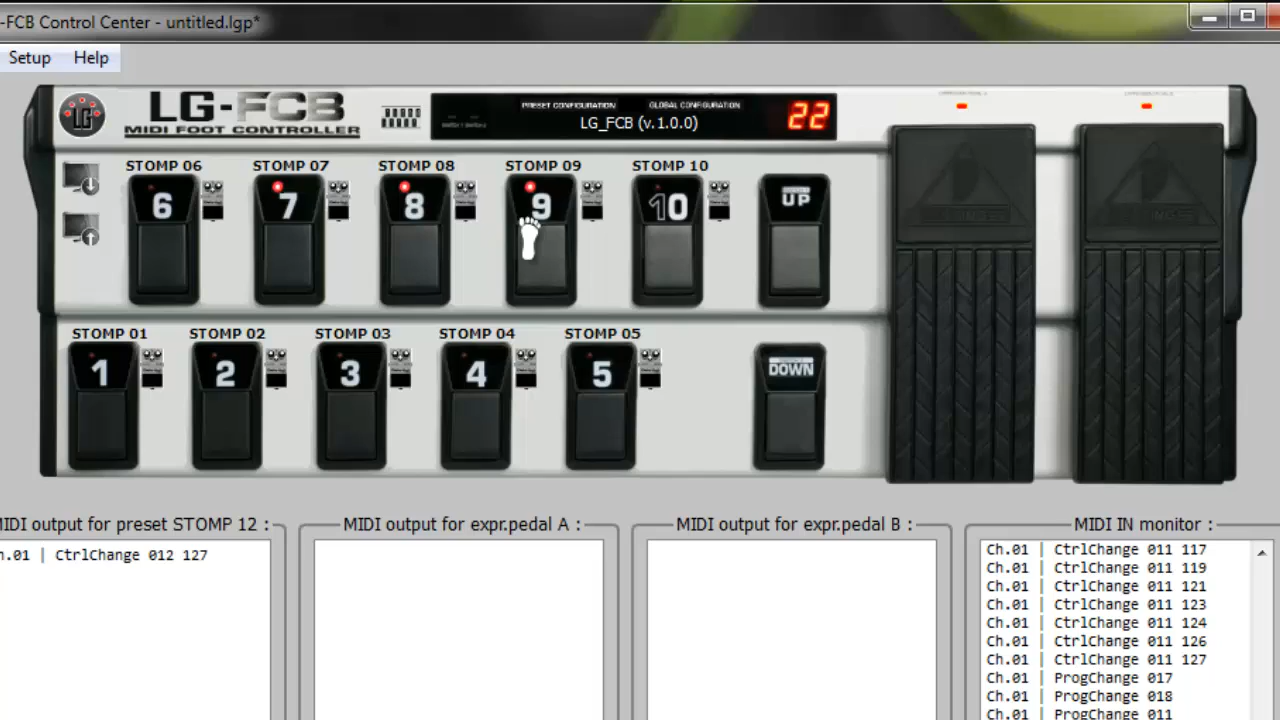 -FCB Control Center - untitled.lgp*
Setup Help
LG-FCB
MIDI FOOT CONTROLLER
LG
PRESET CONFIGURATION GLOBAL CONFIGURATION
LG_FCB (v.1.0.0)
22
STOMP 06 STOMP 07 STOMP 08 STOMP 09 STOMP 10
6 7 8 9 10 UP
STOMP 01 STOMP 02 STOMP 03 STOMP 04 STOMP 05
1 2 3 4 5 DOWN
MIDI output for preset STOMP 12 :
h.01 | CtrlChange 012 127
MIDI output for expr.pedal A :
MIDI output for expr.pedal B :
MIDI IN monitor :
Ch.01 | CtrlChange 011 117
Ch.01 | CtrlChange 011 119
Ch.01 | CtrlChange 011 121
Ch.01 | CtrlChange 011 123
Ch.01 | CtrlChange 011 124
Ch.01 | CtrlChange 011 126
Ch.01 | CtrlChange 011 127
Ch.01 | ProgChange 017
Ch.01 | ProgChange 018
Ch.01 | ProgChange 011